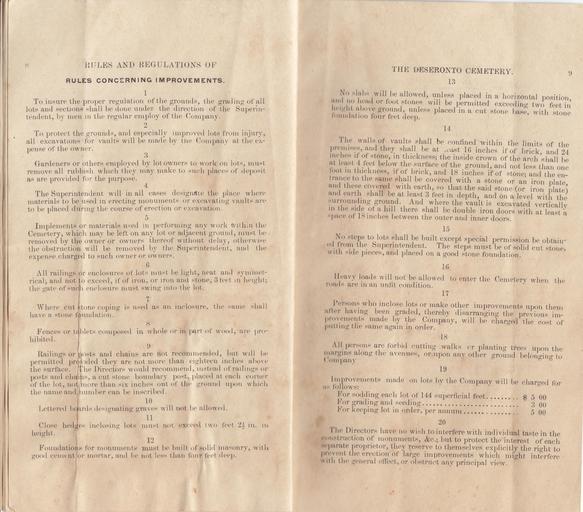 8
RULES AND REGULATIONS OF
RULES CONCERNING IMPROVEMENTS.
1
To insure the proper regulation of the grounds, the grading of all
lots and sections shall be done under the direction of the Superin-
tendent, by men in the regular employ of the Company.
2
To protect the grounds, and especially improved lots from injury,
all excavations for vaults will be made by the Company at the ex-
pense of the owner.
3
Gardeners or others employed by lot owners to work on lots, must
remove all rubbish which they may make to such places of deposit
as are provided for the purpose.
4
The Superintendent will in all cases designate the place where
materials to be used in erecting monuments or excavating vaults are
to be placed during the course of erection or excavation.
5
Implements or materials used in performing any work within the
Cemetery, which may be left on any lot or adjacent ground, must be
removed by the owner or owners thereof without delay, otherwise
the obstruction will be removed by the Superintendent, and the
expense charged to such owner or owners.
6
All railings or enclosures of lots must be light, neat and symmet-
rical, and not to exceed, if of iron, or iron and stone, 3 feet in height;
the gate of such enclosure must swing into the lot.
7
Where cut stone coping is used as an inclosure, the same shall
have a stone foundation.
8
Fences or tablets composed in whole or in part of wood, are pro-
hibited.
9
Railings or posts and chains are not recommended, but will be
permitted provided they are not more than eighteen inches above
the surface. The Directors would recommend, instead of railings or
posts and chains, a cut stone boundary post, placed at each corner
of the lot, not more than six inches out of the ground upon which
the name and number can be inscribed.
10
Lettered boards designating graves will not be allowed.
11
Close hedges inclosing lots must not exceed two feet 2½ in. in
height.
12
Foundations for monuments must be built of solid masonry, with
good cement or mortar, and be not less than four feet deep.
THE DESERONTO CEMETERY.
9
13
No slabs will be allowed, unless placed in a horizontal position,
and no head or foot stones will be permitted exceeding two feet in
height above ground, unless placed in a cut stone base, with stone
foundation four feet deep.
14
The walls of vaults shall be confined within the limits of the
premises, and they shall be at least 16 inches if of brick, and 24
inches if of stone, in thickness; the inside crown of the arch shall be
at least 4 feet below the surface of the ground, and not less than one
foot in thickness, if of brick, and 18 inches if of stone; and the en-
trance to the same shall be covered with a stone or an iron plate,
and these covered with earth, so that the said stone (or iron plate)
and earth shall be at least 3 feet in depth, and on a level with the
surrounding ground. And where the vault is excavated vertically
in the side of a hill there shall be double iron doors with at least a
space of 18 inches between the outer and inner doors.
15
No steps to lots shall be built except special permission be obtain-
ed from the Superintendent. The steps must be of solid cut stone,
with side pieces, and placed on a good stone foundation.
16
Heavy loads will not be allowed to enter the Cemetery when the
roads are in an unfit condition.
17
Persons who inclose lots or make other improvements upon them
after having been graded, thereby disarranging the previous im-
provements made by the Company, will be charged the cost of
putting the same again in order.
18
All persons are forbid cutting walks or planting trees upon the
margins along the avenues, or upon any other ground belonging to
Company
19
Improvements made on lots by the Company will be charged for
as follows:
For sodding each lot of 144 superficial feet........ $ 5 00
For grading and seeding........................ 2 00
For keeping lot in order, per annum............. 5 00
20
The Directors have no wish to interfere with individual taste in the
construction of monuments, &c., but to protect the interest of each
separate proprietor, they reserve to themselves explicitly the right to
prevent the erection of large improvements which might interfere
with the general effect, or obstruct any principal view.